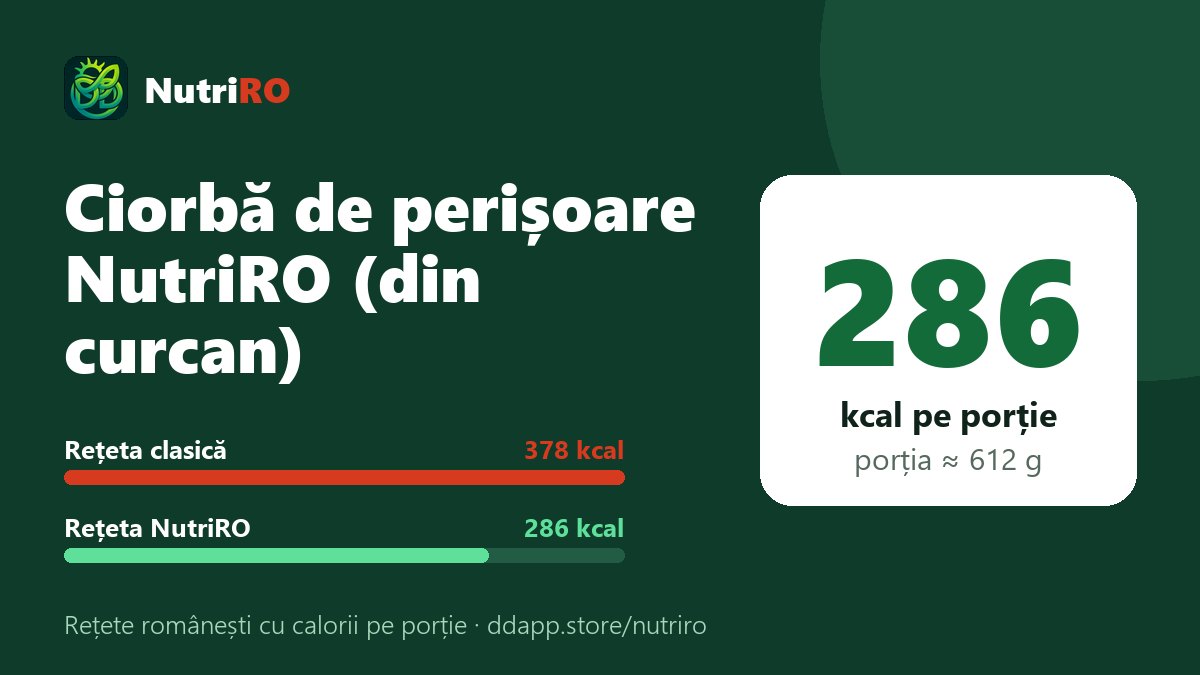 NutriRO
Ciorbă de perișoare
NutriRO (din
curcan)
286
kcal pe porție
porția ≈ 612 g
Rețeta clasică 378 kcal
Rețeta NutriRO 286 kcal
Rețete românești cu calorii pe porție · ddapp.store/nutriro